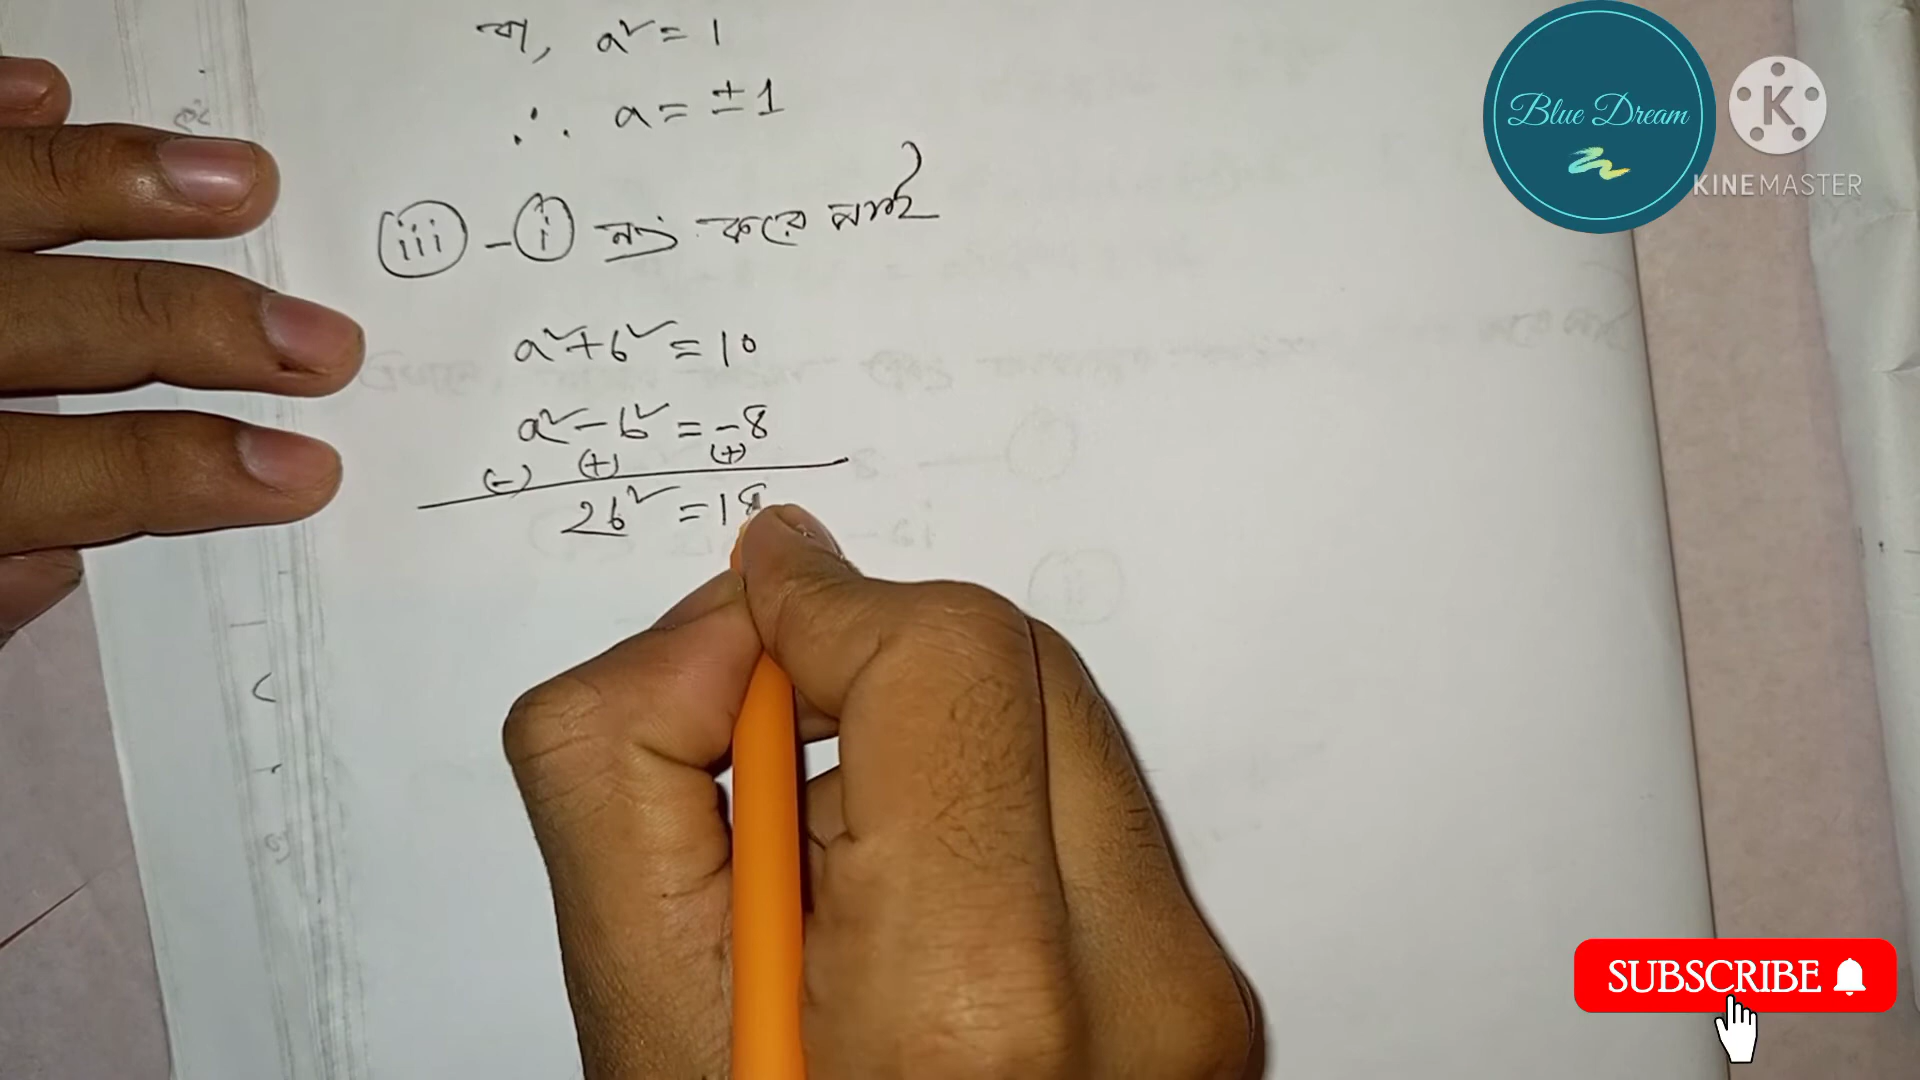 বা, a² = 1
∴ a = ±1
(iii) - (i) নং করে পাই
a² + b² = 10
a² - b² = -8
(-) (+) (+)
2b² = 18
Blue Dream
K
KINEMASTER
SUBSCRIBE